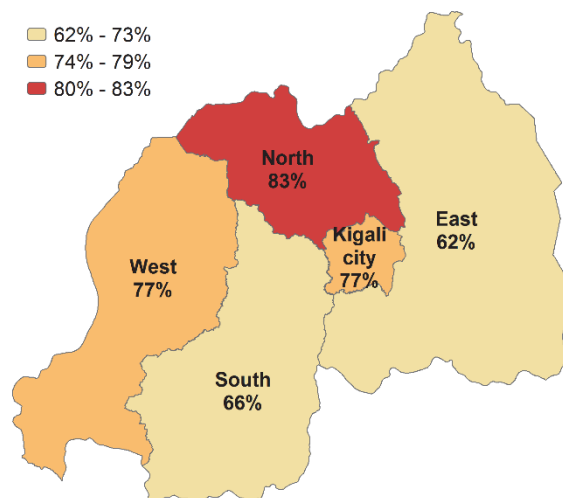 62% - 73%
74% - 79%
80% - 83%
North
83%
Kigali
city
77%
East
62%
West
77%
South
66%